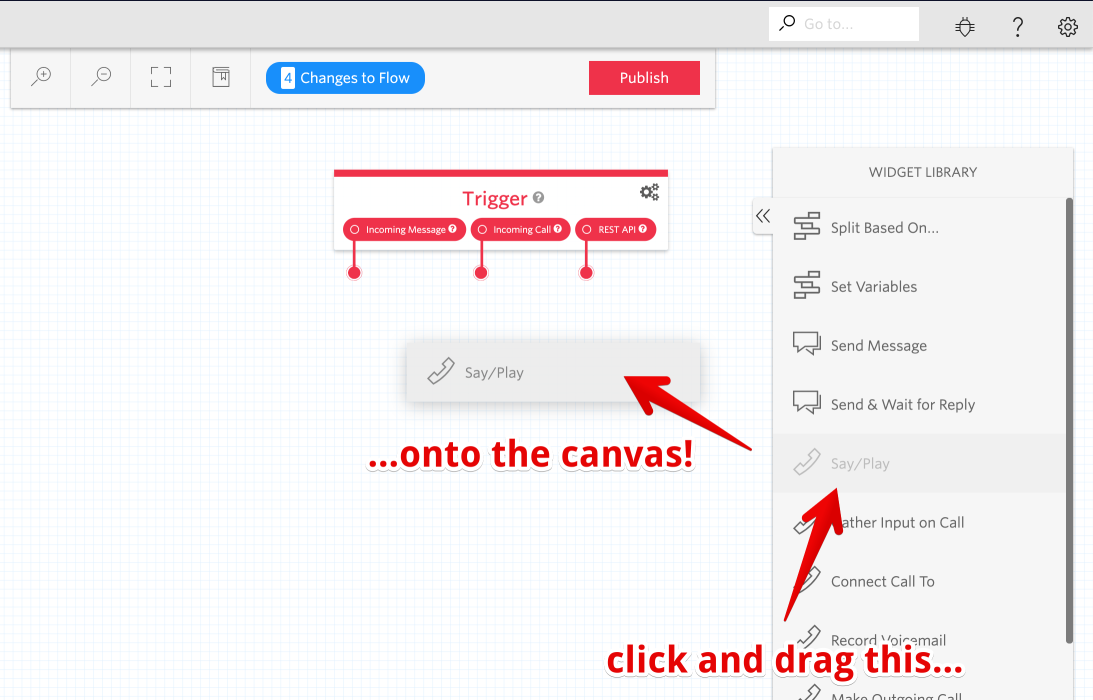 Go to...
4 Changes to Flow
Publish
WIDGET LIBRARY
Trigger ?
Incoming Message ?
Incoming Call ?
REST API ?
Split Based On...
Set Variables
Send Message
Send & Wait for Reply
Say/Play
Say/Play
...onto the canvas!
ather Input on Call
Connect Call To
Record Voicemail
click and drag this...
Make Outgoing Call